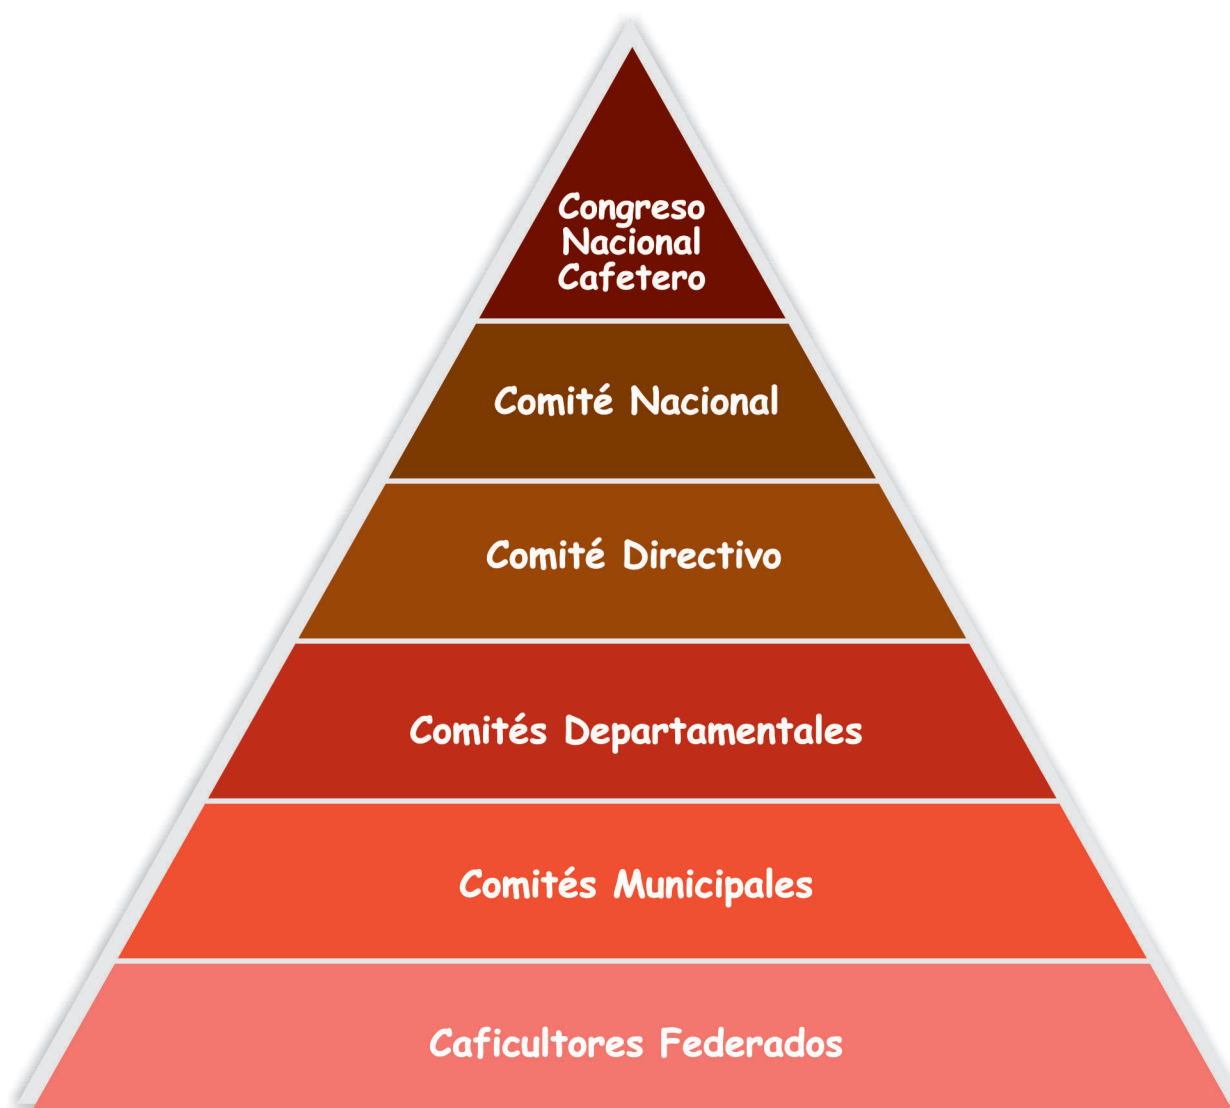 Congreso
Nacional
Cafetero
Comité Nacional
Comité Directivo
Comités Departamentales
Comités Municipales
Caficultores Federados